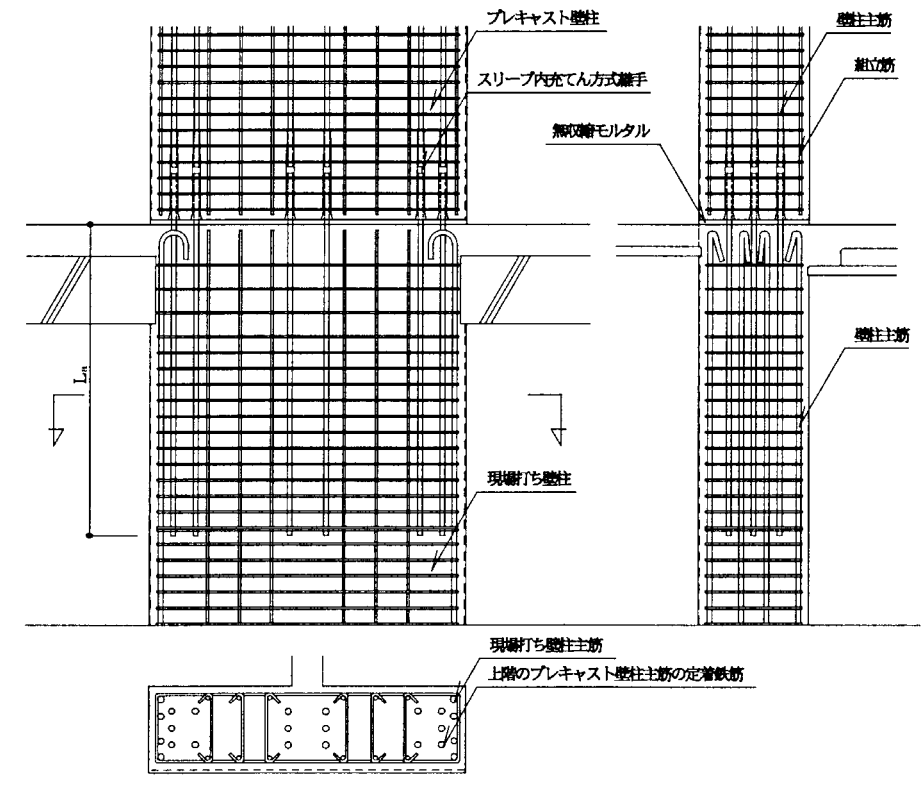 プレキャスト壁柱
壁柱主筋
組立筋
スリーブ内充てん方式継手
無収縮モルタル
壁柱主筋
現場打ち壁柱
現場打ち壁柱主筋
上階のプレキャスト壁柱主筋の定着鉄筋